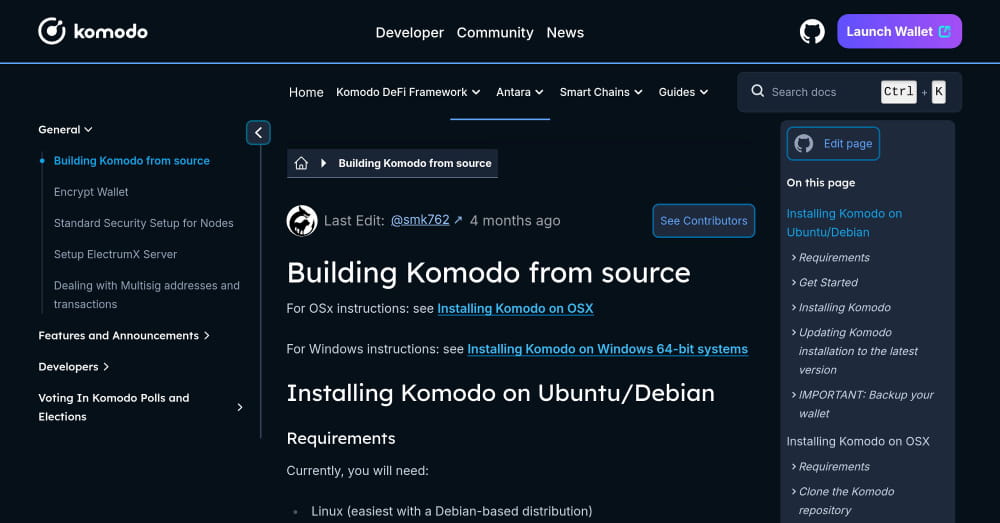 komodo
Developer Community News
Launch Wallet
Home Komodo DeFi Framework Antara Smart Chains Guides
Search docs Ctrl + K
General
Building Komodo from source
Encrypt Wallet
Standard Security Setup for Nodes
Setup ElectrumX Server
Dealing with Multisig addresses and
transactions
Features and Announcements
Developers
Voting In Komodo Polls and
Elections
Building Komodo from source
Last Edit: @smk762 ↗ 4 months ago
See Contributors
Building Komodo from source
For OSx instructions: see Installing Komodo on OSX
For Windows instructions: see Installing Komodo on Windows 64-bit systems
Installing Komodo on Ubuntu/Debian
Requirements
Currently, you will need:
• Linux (easiest with a Debian-based distribution)
Edit page
On this page
Installing Komodo on
Ubuntu/Debian
Requirements
Get Started
Installing Komodo
Updating Komodo
installation to the latest
version
IMPORTANT: Backup your
wallet
Installing Komodo on OSX
Requirements
Clone the Komodo
repository